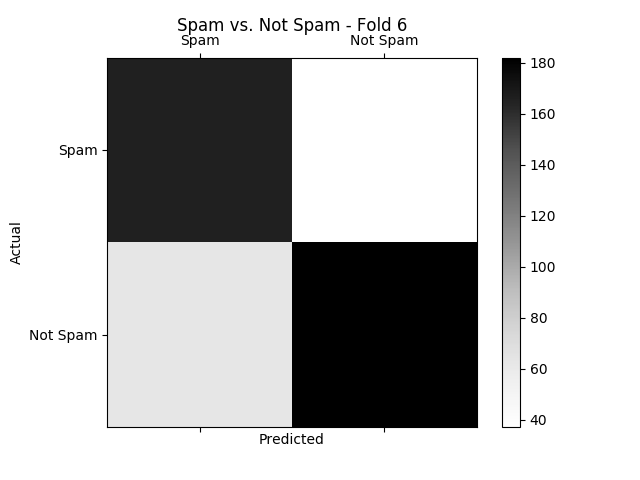 Spam vs. Not Spam - Fold 6
Spam Not Spam
180
Spam
160
140
120
Actual
100
80
Not Spam
60
40
Predicted